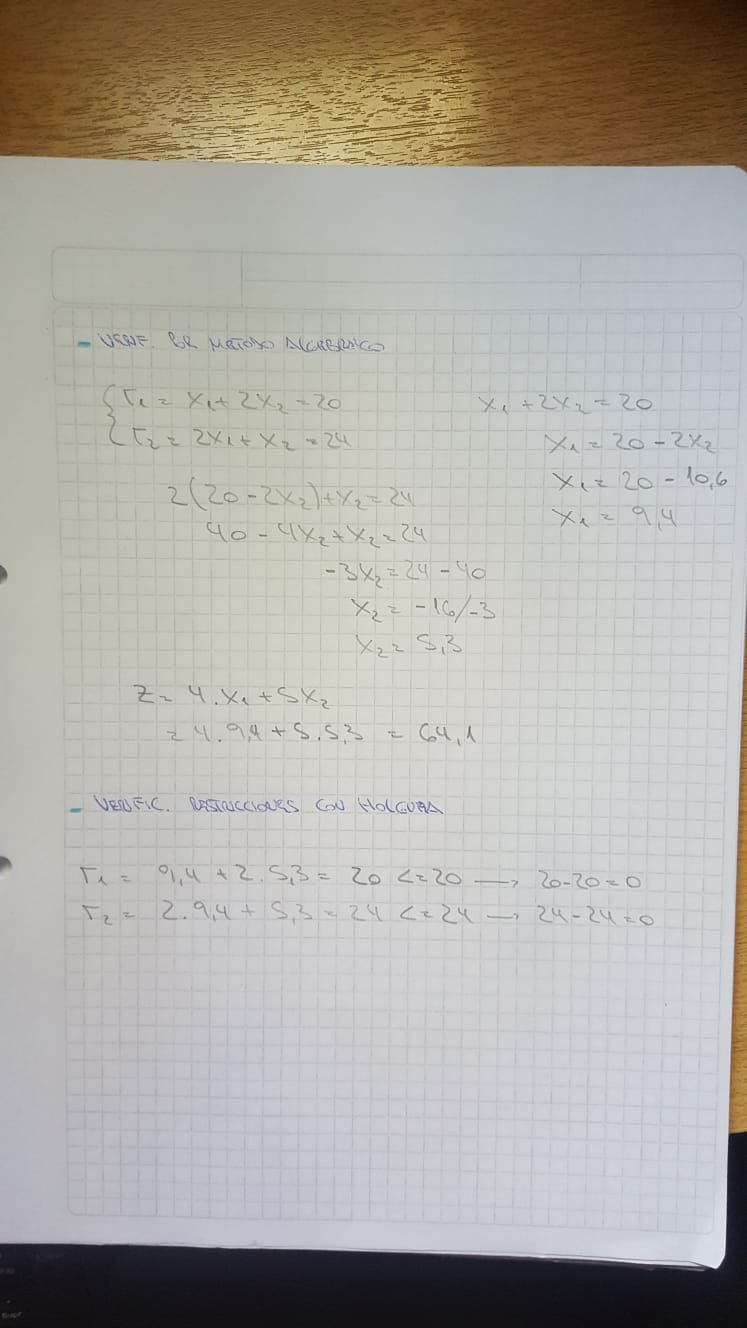 - VERIF. POR METODO ALGEBRAICO
r₁ = x₁ + 2x₂ = 20
r₂ = 2x₁ + x₂ = 24
2(20 - 2x₂) + x₂ = 24
40 - 4x₂ + x₂ = 24
-3x₂ = 24 - 40
x₂ = -16/-3
x₂ = 5,3
x₁ + 2x₂ = 20
x₁ = 20 - 2x₂
x₁ = 20 - 10,6
x₁ = 9,4
Z = 4.x₁ + 5x₂
= 4.9,4 + 5.5,3 = 64,1
- VERIFIC. RESTRICCIONES CON HOLGURA
r₁ = 9,4 + 2.5,3 = 20 <= 20 → 20-20=0
r₂ = 2.9,4 + 5,3 = 24 <= 24 → 24-24=0